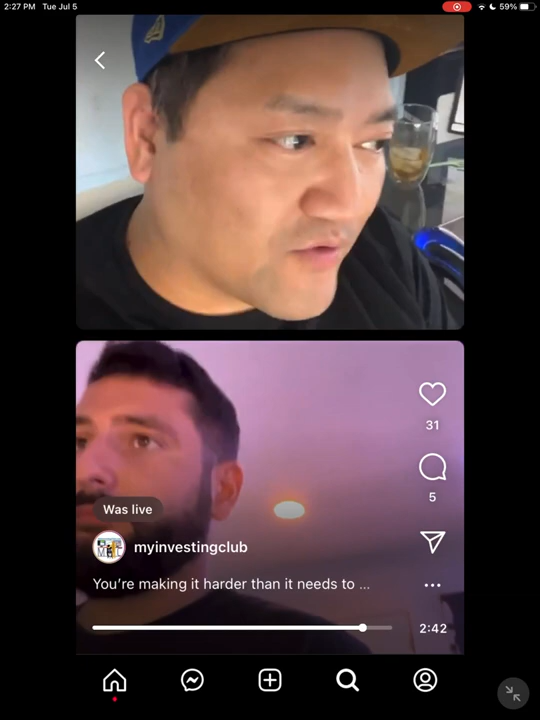 2:27 PM Tue Jul 5
59%
31
5
Was live
myinvestingclub
You're making it harder than it needs to ...
2:42